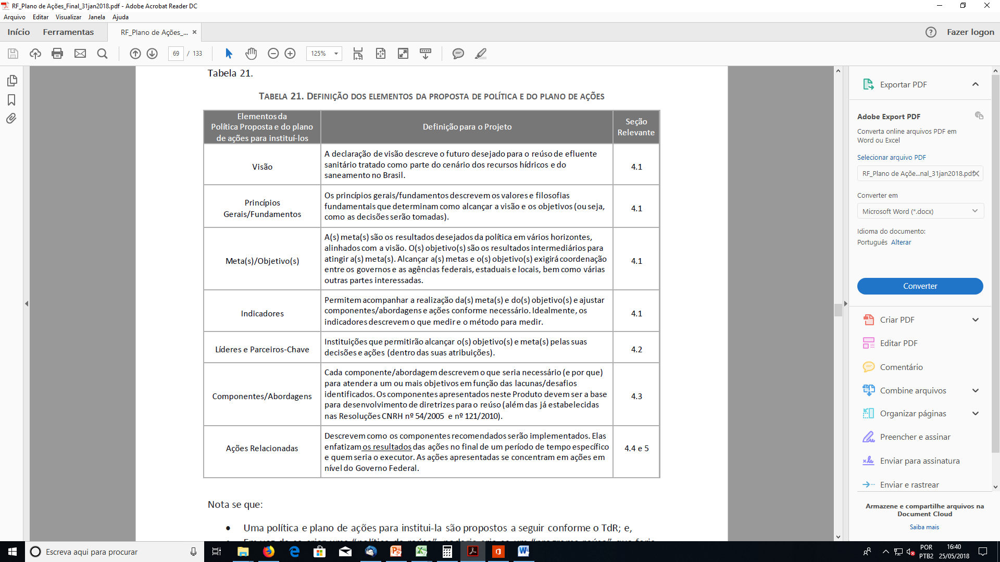 RF_Plano de Ações_Final_31jan2018.pdf - Adobe Acrobat Reader DC
Arquivo Editar Visualizar Janela Ajuda
Início Ferramentas RF_Plano de Ações_... × Fazer logon
69 / 133 125%
Tabela 21.
TABELA 21. DEFINIÇÃO DOS ELEMENTOS DA PROPOSTA DE POLÍTICA E DO PLANO DE AÇÕES
Elementos da
Política Proposta e do plano
de ações para instituí-los
Definição para o Projeto
Seção
Relevante
Visão
A declaração de visão descreve o futuro desejado para o reúso de efluente
sanitário tratado como parte do cenário dos recursos hídricos e do
saneamento no Brasil.
4.1
Princípios
Gerais/Fundamentos
Os princípios gerais/fundamentos descrevem os valores e filosofias
fundamentais que determinam como alcançar a visão e os objetivos (ou seja,
como as decisões serão tomadas).
4.1
Meta(s)/Objetivo(s)
A(s) meta(s) são os resultados desejados da política em vários horizontes,
alinhados com a visão. O(s) objetivo(s) são os resultados intermediários para
atingir a(s) meta(s). Alcançar a(s) metas e o(s) objetivo(s) exigirá coordenação
entre os governos e as agências federais, estaduais e locais, bem como várias
outras partes interessadas.
4.1
Indicadores
Permitem acompanhar a realização da(s) meta(s) e do(s) objetivo(s) e ajustar
componentes/abordagens e ações conforme necessário. Idealmente, os
indicadores descrevem o que medir e o método para medir.
4.1
Líderes e Parceiros-Chave
Instituições que permitirão alcançar o(s) objetivo(s) e meta(s) pelas suas
decisões e ações (dentro das suas atribuições).
4.2
Componentes/Abordagens
Cada componente/abordagem descrevem o que seria necessário (e por que)
para atender a um ou mais objetivos em função das lacunas/desafios
identificados. Os componentes apresentados neste Produto devem ser a base
para desenvolvimento de diretrizes para o reúso (além das já estabelecidas
nas Resoluções CNRH nº 54/2005 e nº 121/2010).
4.3
Ações Relacionadas
Descrevem como os componentes recomendados serão implementados. Elas
enfatizam os resultados das ações no final de um período de tempo específico
e quem seria o executor. As ações apresentadas se concentram em ações em
nível do Governo Federal.
4.4 e 5
Nota se que:
• Uma política e plano de ações para institui-la são propostos a seguir conforme o TdR; e,
• Em vez de se criar uma “política de reúso”, poderia
Exportar PDF
Adobe Export PDF
Converta online arquivos PDF em
Word ou Excel
Selecionar arquivo PDF
RF_Plano de Açõe...nal_31jan2018.pdf
Converter em
Microsoft Word (*.docx)
Idioma do documento:
Português Alterar
Converter
Criar PDF
Editar PDF
Comentário
Combine arquivos
Organizar páginas
Preencher e assinar
Enviar para assinatura
Enviar e rastrear
Armazene e compartilhe arquivos na
Document Cloud
Saiba mais
Escreva aqui para procurar
POR
PTB2
16:40
25/05/2018